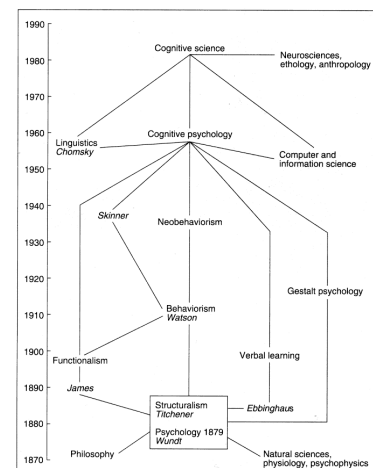 1990
Cognitive science
Neurosciences,
ethology, anthropology
1980
1970
1960
Cognitive psychology
Linguistics
Chomsky
Computer and
information science
1950
1940
Skinner
Neobehaviorism
1930
1920
Gestalt psychology
Behaviorism
Watson
1910
1900
Verbal learning
Functionalism
1890
James
Structuralism
Titchener
Ebbinghaus
1880
Psychology 1879
Wundt
Philosophy
Natural sciences,
physiology, psychophysics
1870